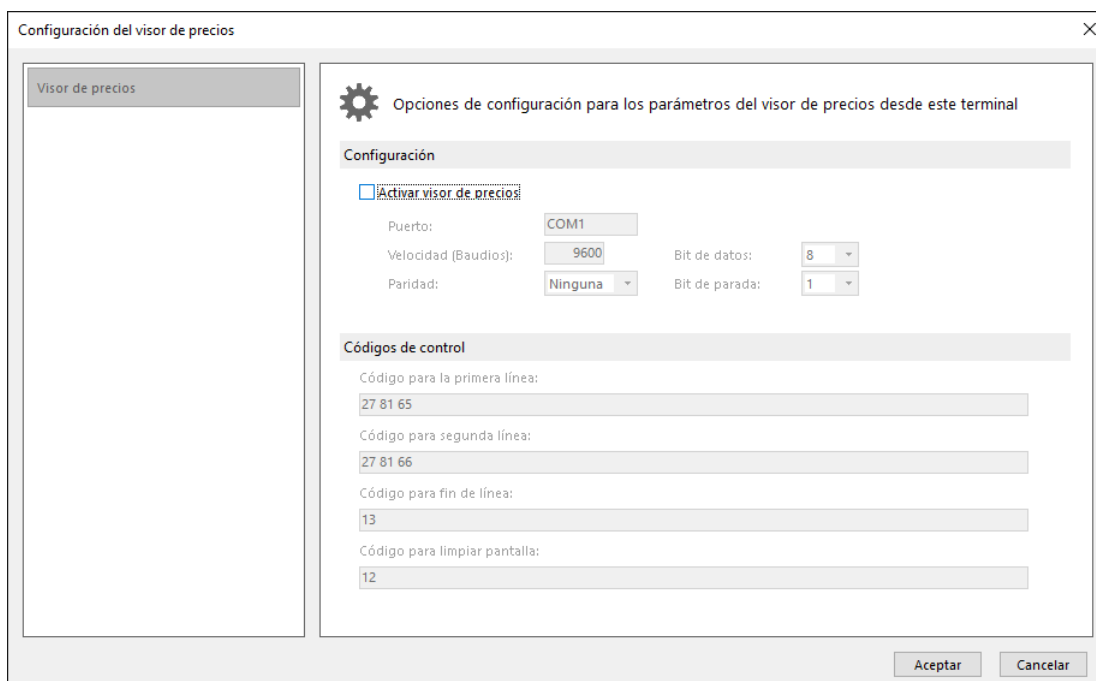 Configuración del visor de precios
Visor de precios
Opciones de configuración para los parámetros del visor de precios desde este terminal
Configuración
Activar visor de precios
Puerto: COM1
Velocidad (Baudios): 9600 Bit de datos: 8
Paridad: Ninguna Bit de parada: 1
Códigos de control
Código para la primera línea:
27 81 65
Código para segunda línea:
27 81 66
Código para fin de línea:
13
Código para limpiar pantalla:
12
Aceptar Cancelar